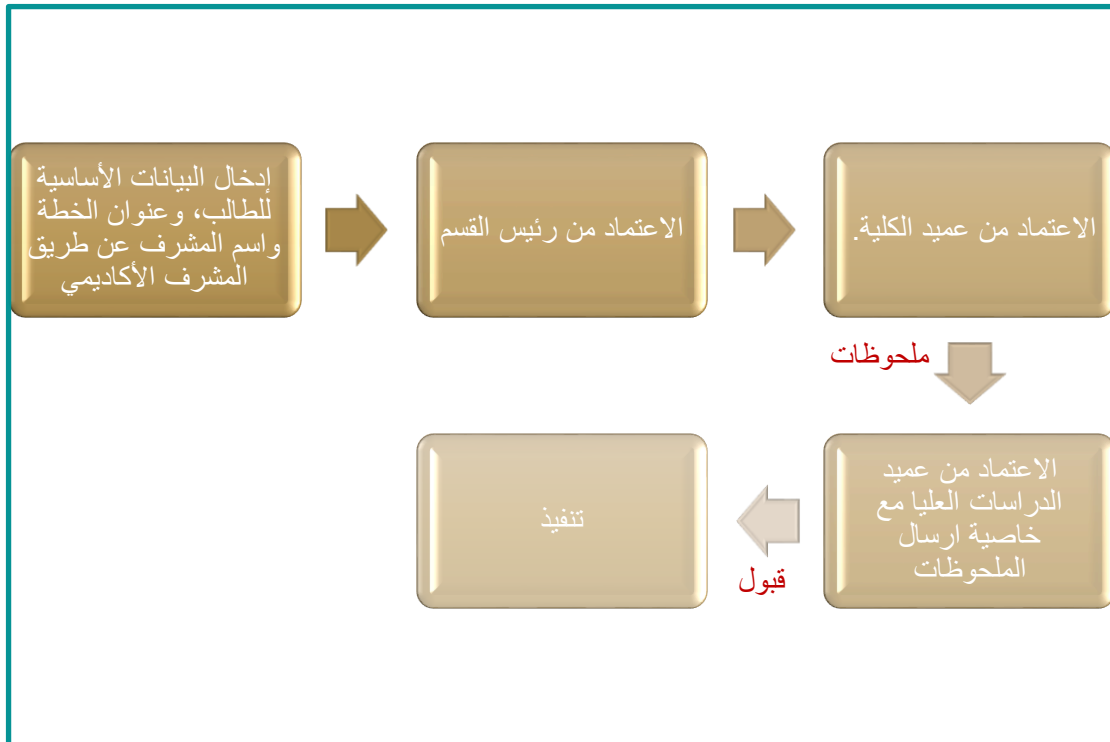 إدخال البيانات الأساسية
للطالب، وعنوان الخطة
واسم المشرف عن طريق
المشرف الأكاديمي
الاعتماد من رئيس القسم
الاعتماد من عميد الكلية.
ملحوظات
الاعتماد من عميد
الدراسات العليا مع
خاصية ارسال
الملحوظات
قبول
تنفيذ